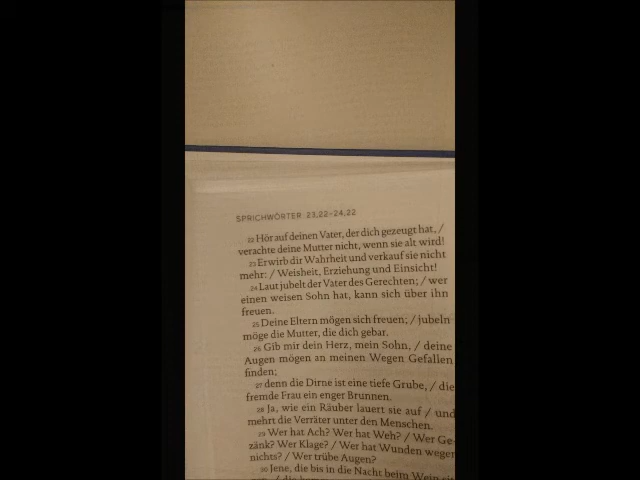 SPRICHWÖRTER 23,22–24,22
22 Hör auf deinen Vater, der dich gezeugt hat, /
verachte deine Mutter nicht, wenn sie alt wird!
23 Erwirb dir Wahrheit und verkauf sie nicht
mehr: / Weisheit, Erziehung und Einsicht!
24 Laut jubelt der Vater des Gerechten; / wer
einen weisen Sohn hat, kann sich über ihn
freuen.
25 Deine Eltern mögen sich freuen; / jubeln
möge die Mutter, die dich gebar.
26 Gib mir dein Herz, mein Sohn, / deine
Augen mögen an meinen Wegen Gefallen
finden;
27 denn die Dirne ist eine tiefe Grube, / die
fremde Frau ein enger Brunnen.
28 Ja, wie ein Räuber lauert sie auf / und
mehrt die Verräter unter den Menschen.
29 Wer hat Ach? Wer hat Weh? / Wer Ge-
zänk? Wer Klage? / Wer hat Wunden wegen
nichts? / Wer trübe Augen?
30 Jene, die bis in die Nacht beim Wein